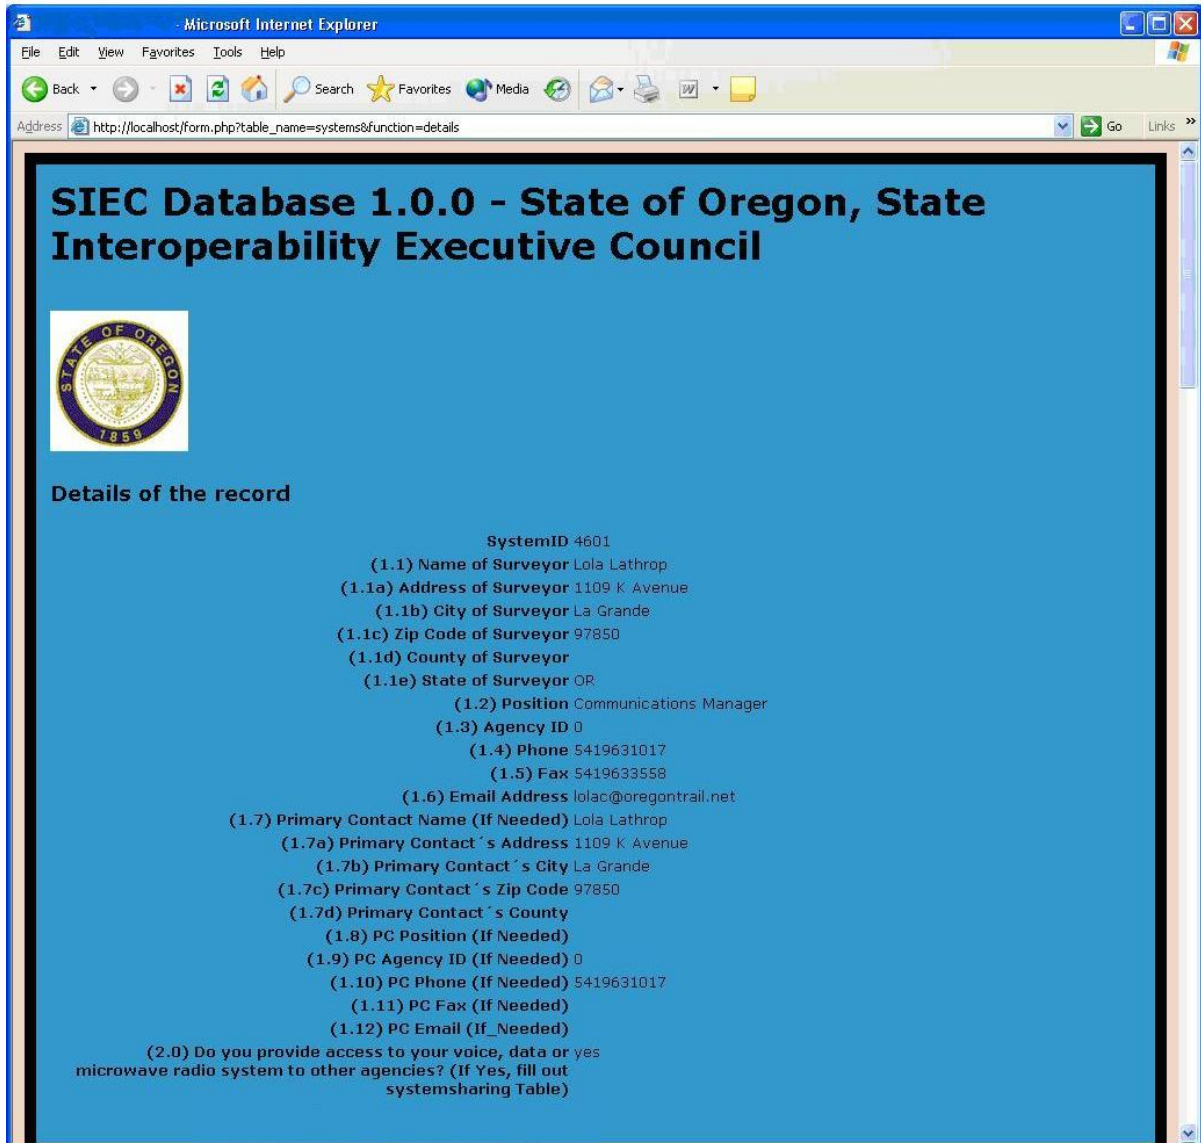 - Microsoft Internet Explorer
File Edit View Favorites Tools Help
Back Search Favorites Media
Address http://localhost/form.php?table_name=systems&function=details Go Links »
SIEC Database 1.0.0 - State of Oregon, State
Interoperability Executive Council
STATE OF OREGON
1859
Details of the record
SystemID 4601
(1.1) Name of Surveyor Lola Lathrop
(1.1a) Address of Surveyor 1109 K Avenue
(1.1b) City of Surveyor La Grande
(1.1c) Zip Code of Surveyor 97850
(1.1d) County of Surveyor
(1.1e) State of Surveyor OR
(1.2) Position Communications Manager
(1.3) Agency ID 0
(1.4) Phone 5419631017
(1.5) Fax 5419633558
(1.6) Email Address lolac@oregontrail.net
(1.7) Primary Contact Name (If Needed) Lola Lathrop
(1.7a) Primary Contact´s Address 1109 K Avenue
(1.7b) Primary Contact´s City La Grande
(1.7c) Primary Contact´s Zip Code 97850
(1.7d) Primary Contact´s County
(1.8) PC Position (If Needed)
(1.9) PC Agency ID (If Needed) 0
(1.10) PC Phone (If Needed) 5419631017
(1.11) PC Fax (If Needed)
(1.12) PC Email (If_Needed)
(2.0) Do you provide access to your voice, data or yes
microwave radio system to other agencies? (If Yes, fill out
systemsharing Table)